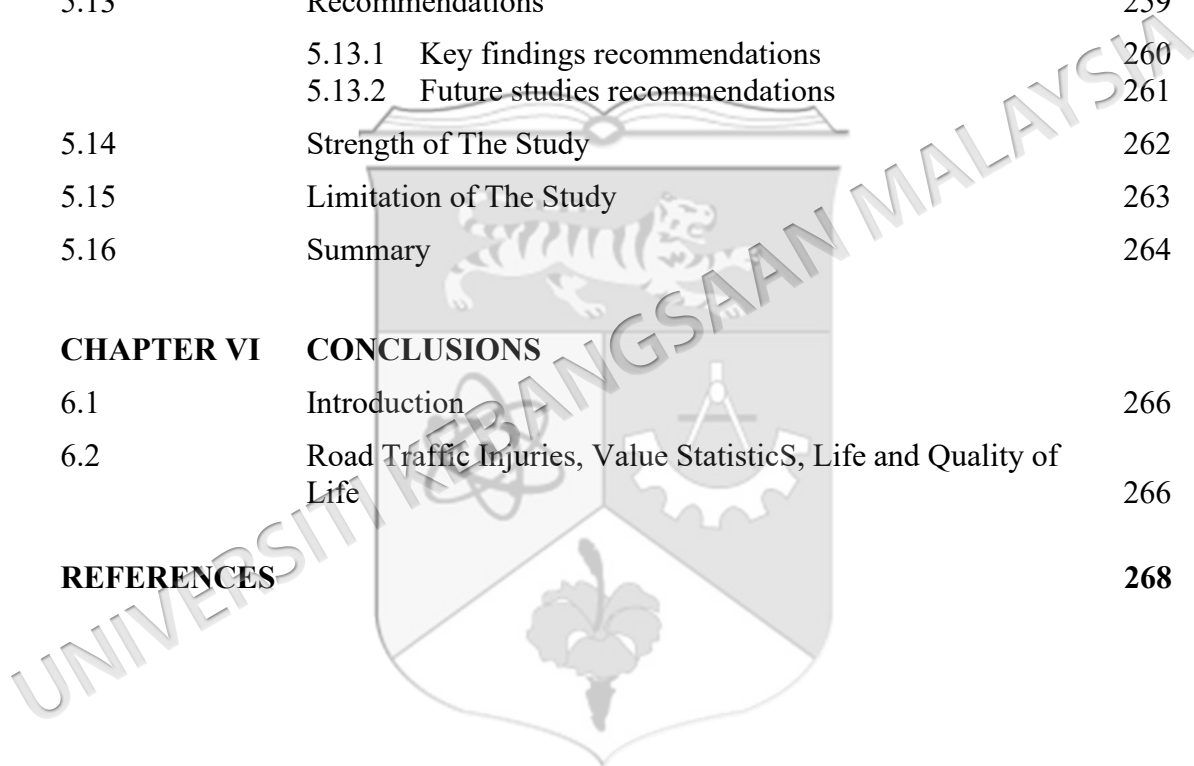 5.13 Recommendations 259
5.13.1 Key findings recommendations 260
5.13.2 Future studies recommendations 261
5.14 Strength of The Study 262
5.15 Limitation of The Study 263
5.16 Summary 264
CHAPTER VI CONCLUSIONS
6.1 Introduction 266
6.2 Road Traffic Injuries, Value StatisticS, Life and Quality of
Life 266
REFERENCES 268
UNIVERSITI KEBANGSAAN MALAYSIA